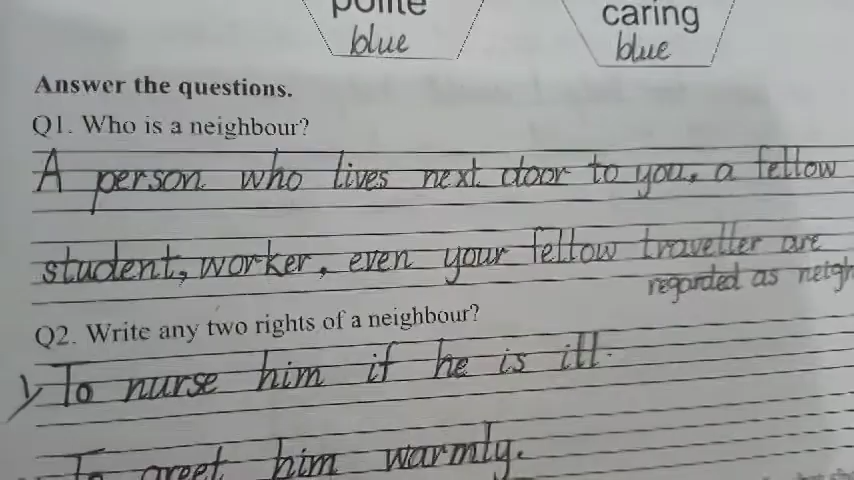 polite
caring
blue
blue
Answer the questions.
Q1. Who is a neighbour?
A person who lives next door to you, a fellow
student, worker, even your fellow traveller are
regarded as neigh
Q2. Write any two rights of a neighbour?
1) To nurse him if he is ill.
To greet him warmly.